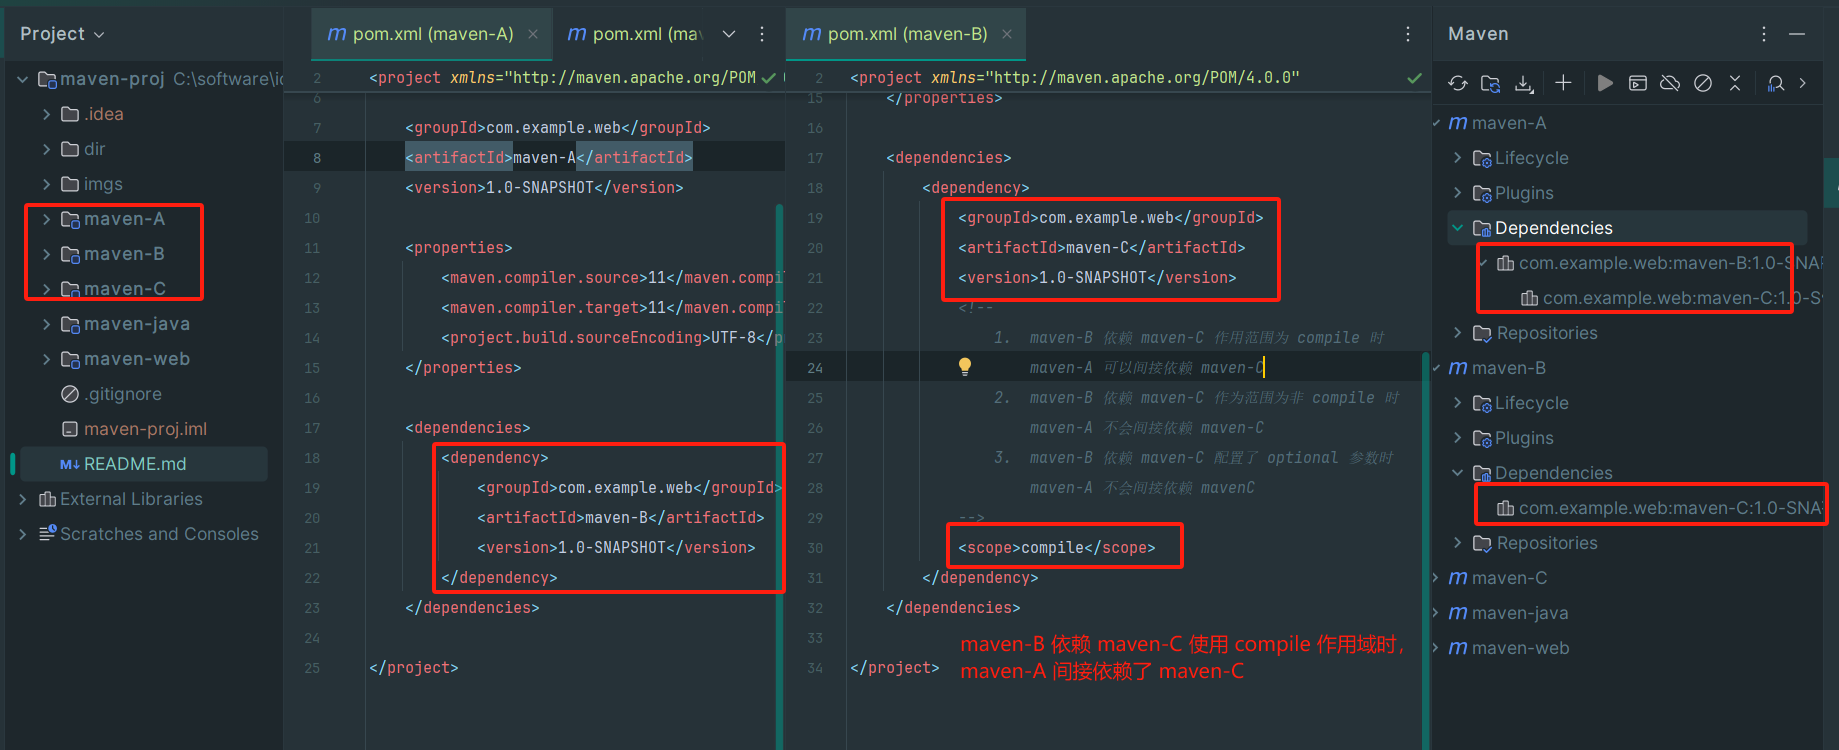 Project
maven-proj C:\software\ic
.idea
dir
imgs
maven-A
maven-B
maven-C
maven-java
maven-web
.gitignore
maven-proj.iml
M↓ README.md
External Libraries
Scratches and Consoles
m pom.xml (maven-A) ×
m pom.xml (ma
2 <project xmlns="http://maven.apache.org/POM
6
7 <groupId>com.example.web</groupId>
8 <artifactId>maven-A</artifactId>
9 <version>1.0-SNAPSHOT</version>
10
11 <properties>
12 <maven.compiler.source>11</maven.compi
13 <maven.compiler.target>11</maven.compi
14 <project.build.sourceEncoding>UTF-8</p
15 </properties>
16
17 <dependencies>
18 <dependency>
19 <groupId>com.example.web</groupId>
20 <artifactId>maven-B</artifactId>
21 <version>1.0-SNAPSHOT</version>
22 </dependency>
23 </dependencies>
24
25 </project>
m pom.xml (maven-B) ×
2 <project xmlns="http://maven.apache.org/POM/4.0.0"
15 </properties>
16
17 <dependencies>
18 <dependency>
19 <groupId>com.example.web</groupId>
20 <artifactId>maven-C</artifactId>
21 <version>1.0-SNAPSHOT</version>
22 <!--
23 1. maven-B 依赖 maven-C 作用范围为 compile 时
24 maven-A 可以间接依赖 maven-C
25 2. maven-B 依赖 maven-C 作为范围为非 compile 时
26 maven-A 不会间接依赖 maven-C
27 3. maven-B 依赖 maven-C 配置了 optional 参数时
28 maven-A 不会间接依赖 mavenC
29 -->
30 <scope>compile</scope>
31 </dependency>
32 </dependencies>
33
34 </project>
maven-B 依赖 maven-C 使用 compile 作用域时，
maven-A 间接依赖了 maven-C
Maven
m maven-A
Lifecycle
Plugins
Dependencies
com.example.web:maven-B:1.0-SNAP
com.example.web:maven-C:1.0-S
Repositories
m maven-B
Lifecycle
Plugins
Dependencies
com.example.web:maven-C:1.0-SNA
Repositories
m maven-C
m maven-java
m maven-web